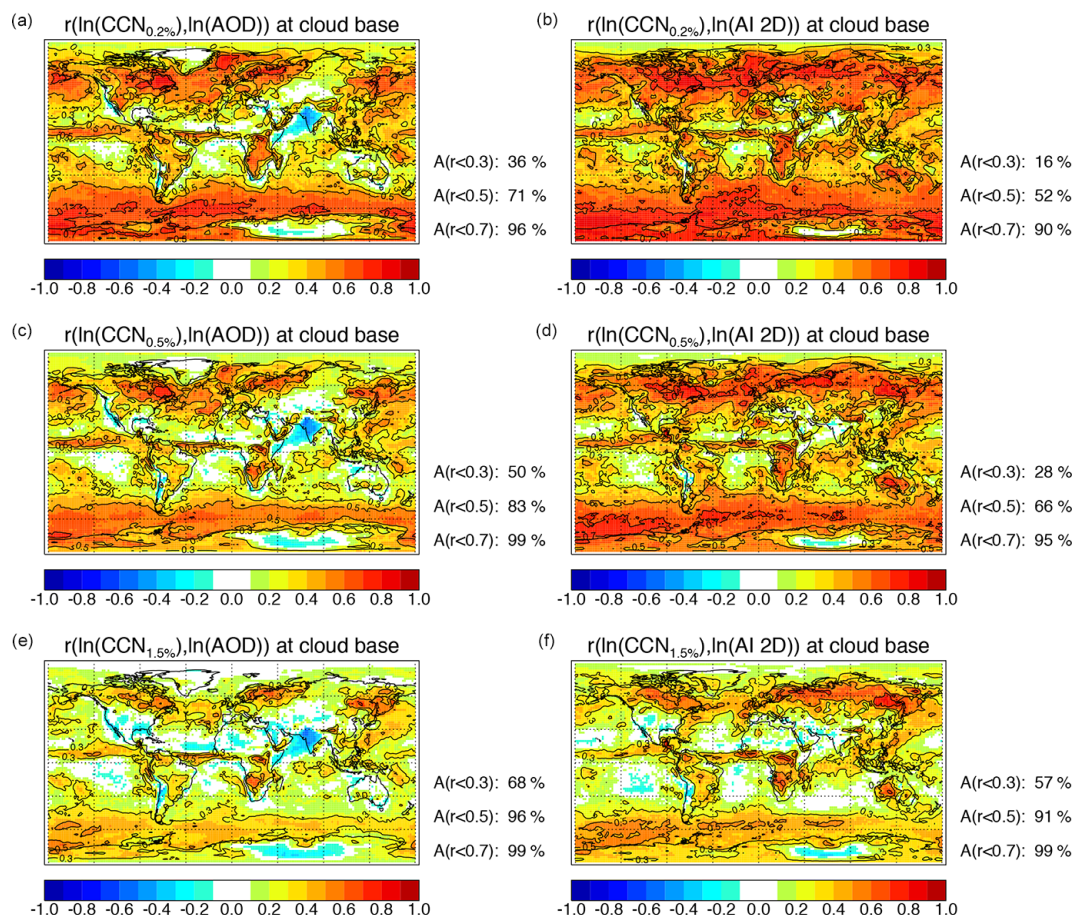 (a) r(ln(CCN0.2%),ln(AOD)) at cloud base
A(r<0.3): 36 %
A(r<0.5): 71 %
A(r<0.7): 96 %
-1.0 -0.8 -0.6 -0.4 -0.2 0.0 0.2 0.4 0.6 0.8 1.0
(b) r(ln(CCN0.2%),ln(AI 2D)) at cloud base
A(r<0.3): 16 %
A(r<0.5): 52 %
A(r<0.7): 90 %
-1.0 -0.8 -0.6 -0.4 -0.2 0.0 0.2 0.4 0.6 0.8 1.0
(c) r(ln(CCN0.5%),ln(AOD)) at cloud base
A(r<0.3): 50 %
A(r<0.5): 83 %
A(r<0.7): 99 %
-1.0 -0.8 -0.6 -0.4 -0.2 0.0 0.2 0.4 0.6 0.8 1.0
(d) r(ln(CCN0.5%),ln(AI 2D)) at cloud base
A(r<0.3): 28 %
A(r<0.5): 66 %
A(r<0.7): 95 %
-1.0 -0.8 -0.6 -0.4 -0.2 0.0 0.2 0.4 0.6 0.8 1.0
(e) r(ln(CCN1.5%),ln(AOD)) at cloud base
A(r<0.3): 68 %
A(r<0.5): 96 %
A(r<0.7): 99 %
-1.0 -0.8 -0.6 -0.4 -0.2 0.0 0.2 0.4 0.6 0.8 1.0
(f) r(ln(CCN1.5%),ln(AI 2D)) at cloud base
A(r<0.3): 57 %
A(r<0.5): 91 %
A(r<0.7): 99 %
-1.0 -0.8 -0.6 -0.4 -0.2 0.0 0.2 0.4 0.6 0.8 1.0